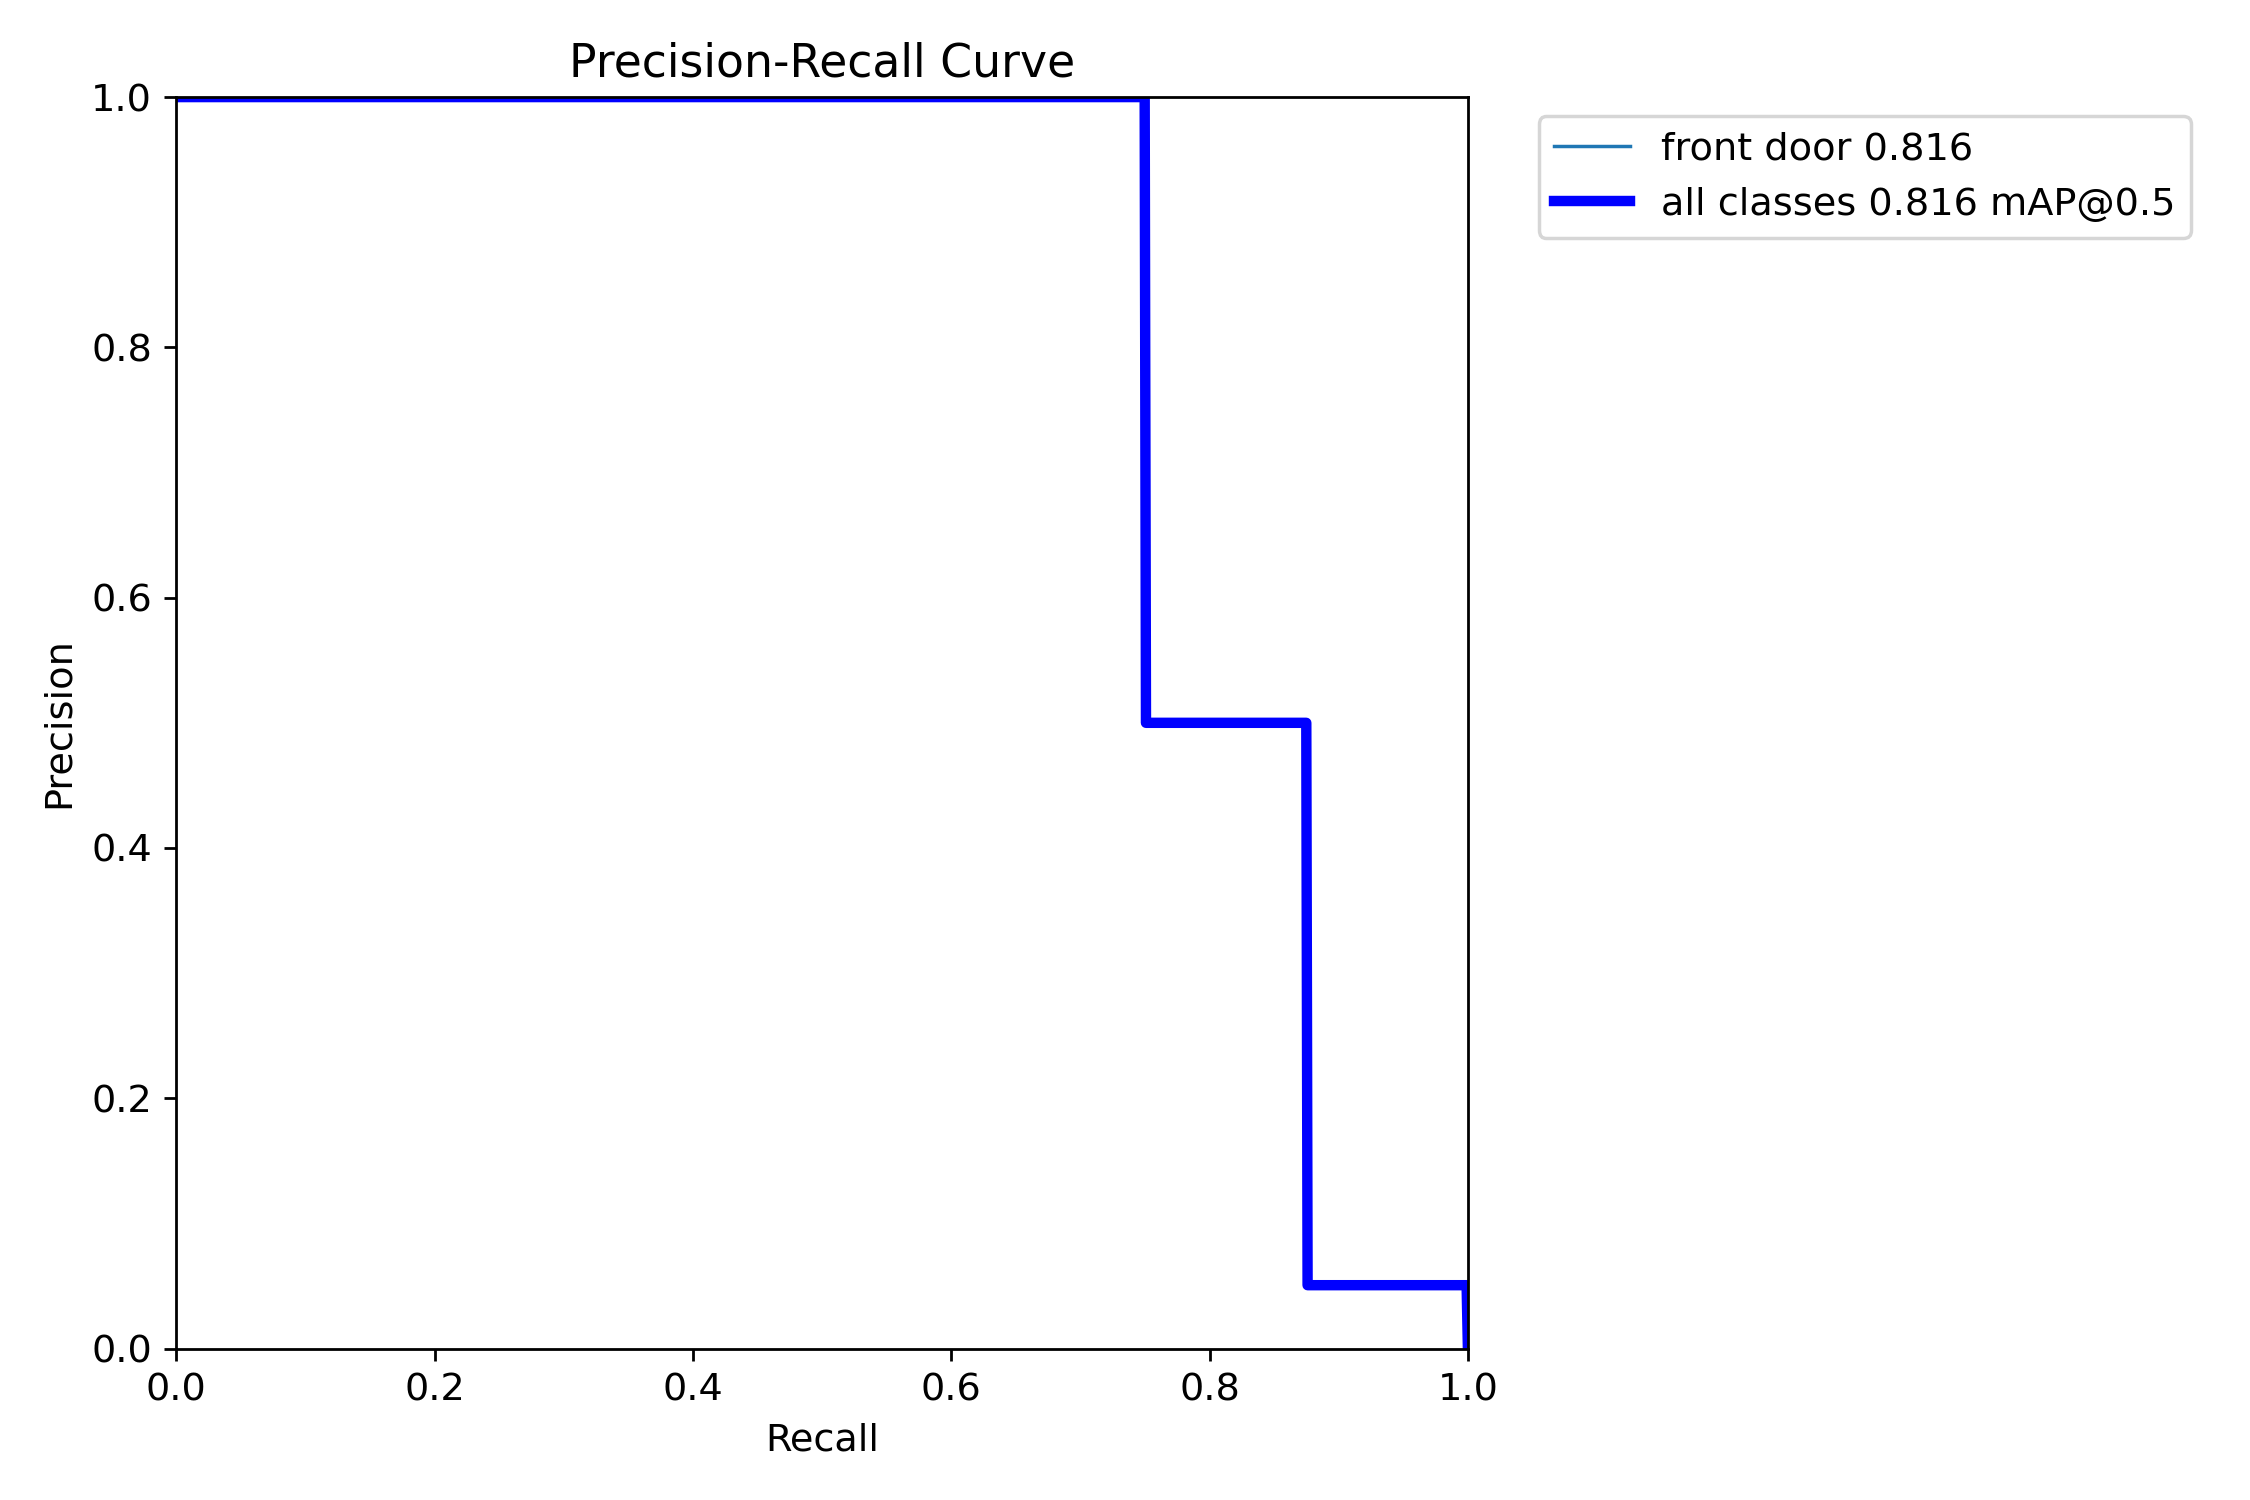 Precision-Recall Curve
1.0
0.8
0.6
0.4
0.2
0.0
Precision
0.0 0.2 0.4 0.6 0.8 1.0
Recall
front door 0.816
all classes 0.816 mAP@0.5